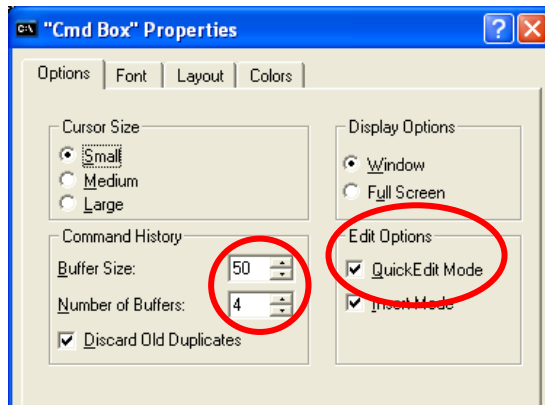 "Cmd Box" Properties
Options Font Layout Colors
Cursor Size
Small
Medium
Large
Display Options
Window
Full Screen
Command History
Buffer Size: 50
Number of Buffers: 4
Discard Old Duplicates
Edit Options
QuickEdit Mode
Insert Mode